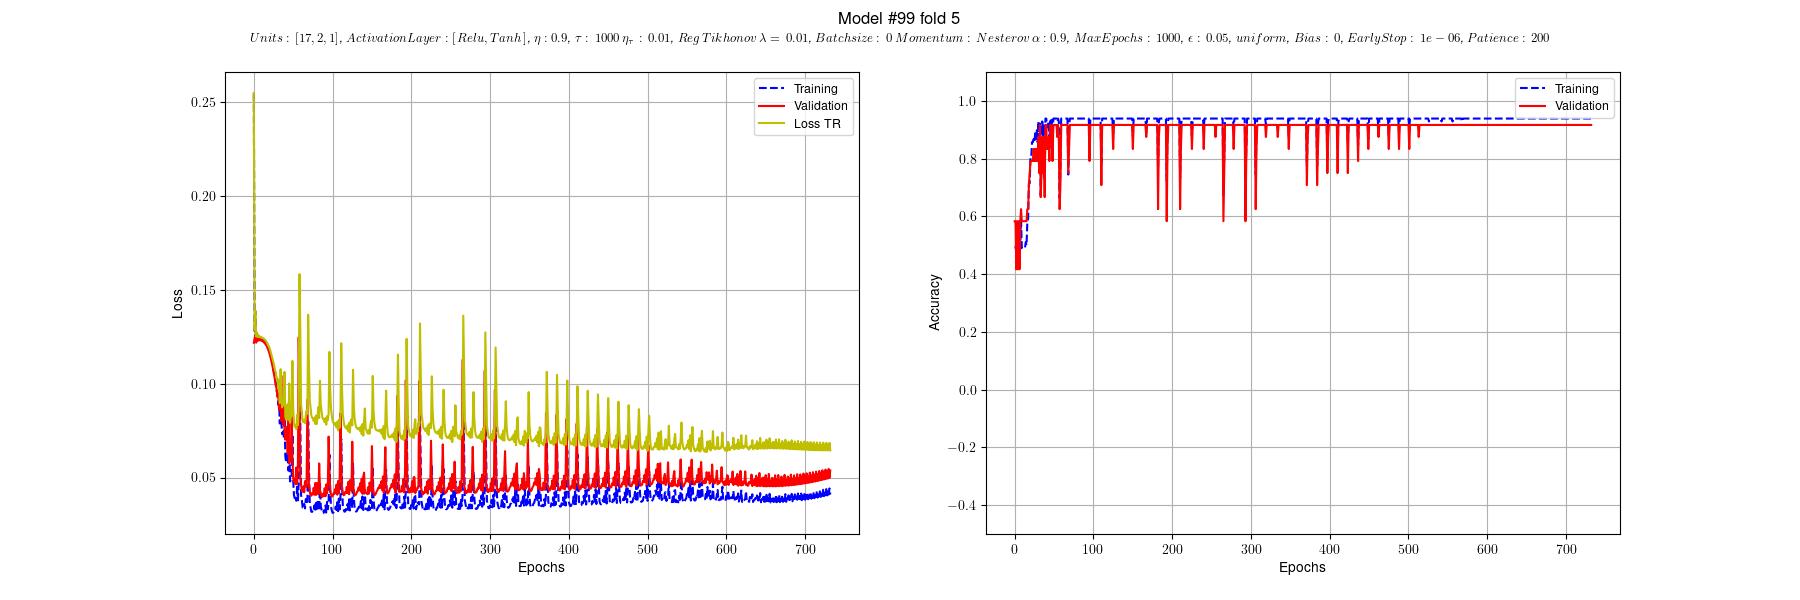 Model #99 fold 5
Units : [17, 2, 1], ActivationLayer : [Relu, Tanh], η : 0.9, τ : 1000 ητ : 0.01, Reg Tikhonov λ = 0.01, Batchsize : 0 Momentum : Nesterov α : 0.9, MaxEpochs : 1000, ϵ : 0.05, uniform, Bias : 0, EarlyStop : 1e − 06, Patience : 200
Loss
0.25
0.20
0.15
0.10
0.05
Training
Validation
Loss TR
0 100 200 300 400 500 600 700
Epochs
Accuracy
1.0
0.8
0.6
0.4
0.2
0.0
−0.2
−0.4
Training
Validation
0 100 200 300 400 500 600 700
Epochs